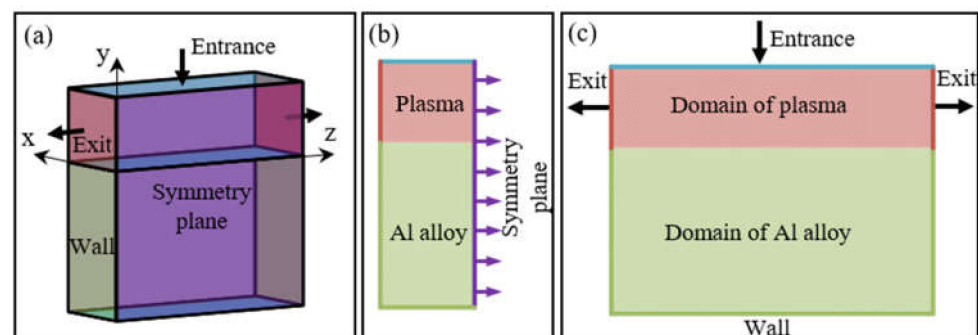 (a)
Entrance
y
x
Exit
z
Symmetry
plane
Wall
(b)
Plasma
Al alloy
Symmetry
plane
(c)
Entrance
Exit
Exit
Domain of plasma
Domain of Al alloy
Wall